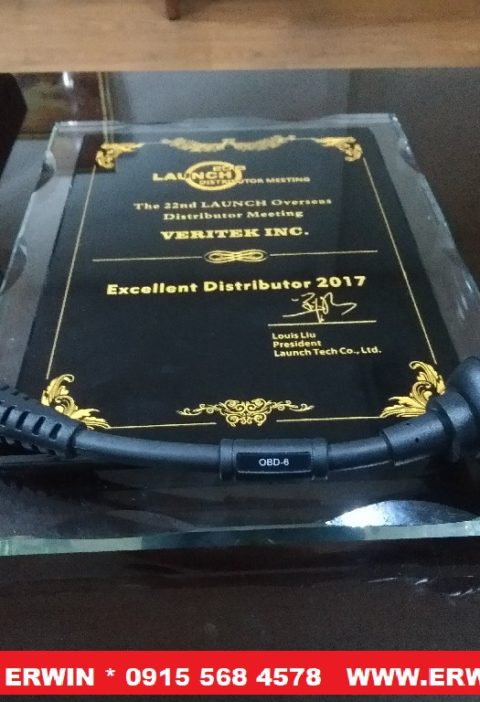 LAUNCH
DISTRIBUTOR MEETING
The 22nd LAUNCH Overseas
Distributor Meeting
VERITEK INC.
Excellent Distributor 2017
Louis Liu
President
Launch Tech Co., Ltd.
OBD-6
ERWIN * 0915 568 4578 WWW.ERW